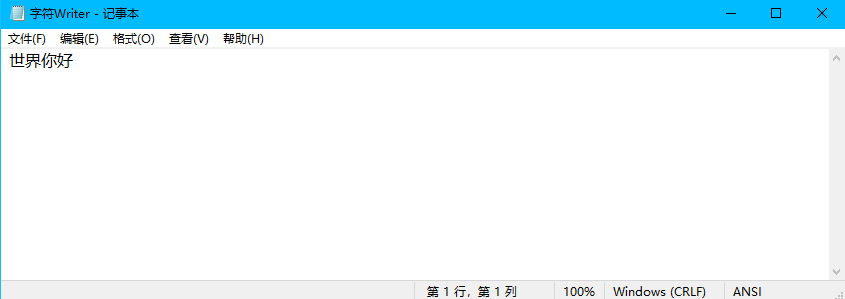 字符Writer - 记事本
文件(F) 编辑(E) 格式(O) 查看(V) 帮助(H)
世界你好
第 1 行，第 1 列 100% Windows (CRLF) ANSI